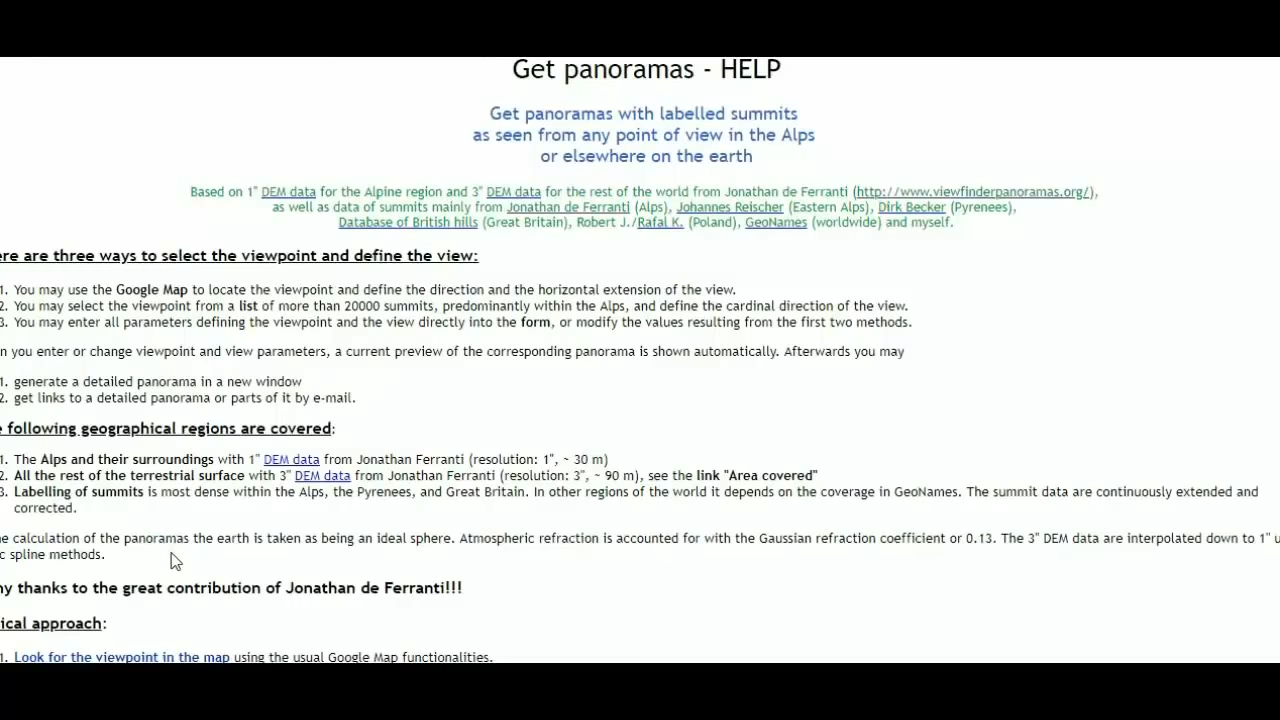 Get panoramas - HELP
Get panoramas with labelled summits
as seen from any point of view in the Alps
or elsewhere on the earth
Based on 1" DEM data for the Alpine region and 3" DEM data for the rest of the world from Jonathan de Ferranti (http://www.viewfinderpanoramas.org/),
as well as data of summits mainly from Jonathan de Ferranti (Alps), Johannes Reischer (Eastern Alps), Dirk Becker (Pyrenees),
Database of British hills (Great Britain), Robert J./Rafal K. (Poland), GeoNames (worldwide) and myself.
ere are three ways to select the viewpoint and define the view:
1. You may use the Google Map to locate the viewpoint and define the direction and the horizontal extension of the view.
2. You may select the viewpoint from a list of more than 20000 summits, predominantly within the Alps, and define the cardinal direction of the view.
3. You may enter all parameters defining the viewpoint and the view directly into the form, or modify the values resulting from the first two methods.
n you enter or change viewpoint and view parameters, a current preview of the corresponding panorama is shown automatically. Afterwards you may
1. generate a detailed panorama in a new window
2. get links to a detailed panorama or parts of it by e-mail.
e following geographical regions are covered:
1. The Alps and their surroundings with 1" DEM data from Jonathan Ferranti (resolution: 1", ~ 30 m)
2. All the rest of the terrestrial surface with 3" DEM data from Jonathan Ferranti (resolution: 3", ~ 90 m), see the link "Area covered"
3. Labelling of summits is most dense within the Alps, the Pyrenees, and Great Britain. In other regions of the world it depends on the coverage in GeoNames. The summit data are continuously extended and
corrected.
e calculation of the panoramas the earth is taken as being an ideal sphere. Atmospheric refraction is accounted for with the Gaussian refraction coefficient or 0.13. The 3" DEM data are interpolated down to 1" u
c spline methods.
ny thanks to the great contribution of Jonathan de Ferranti!!!
ical approach:
1. Look for the viewpoint in the map using the usual Google Map functionalities.